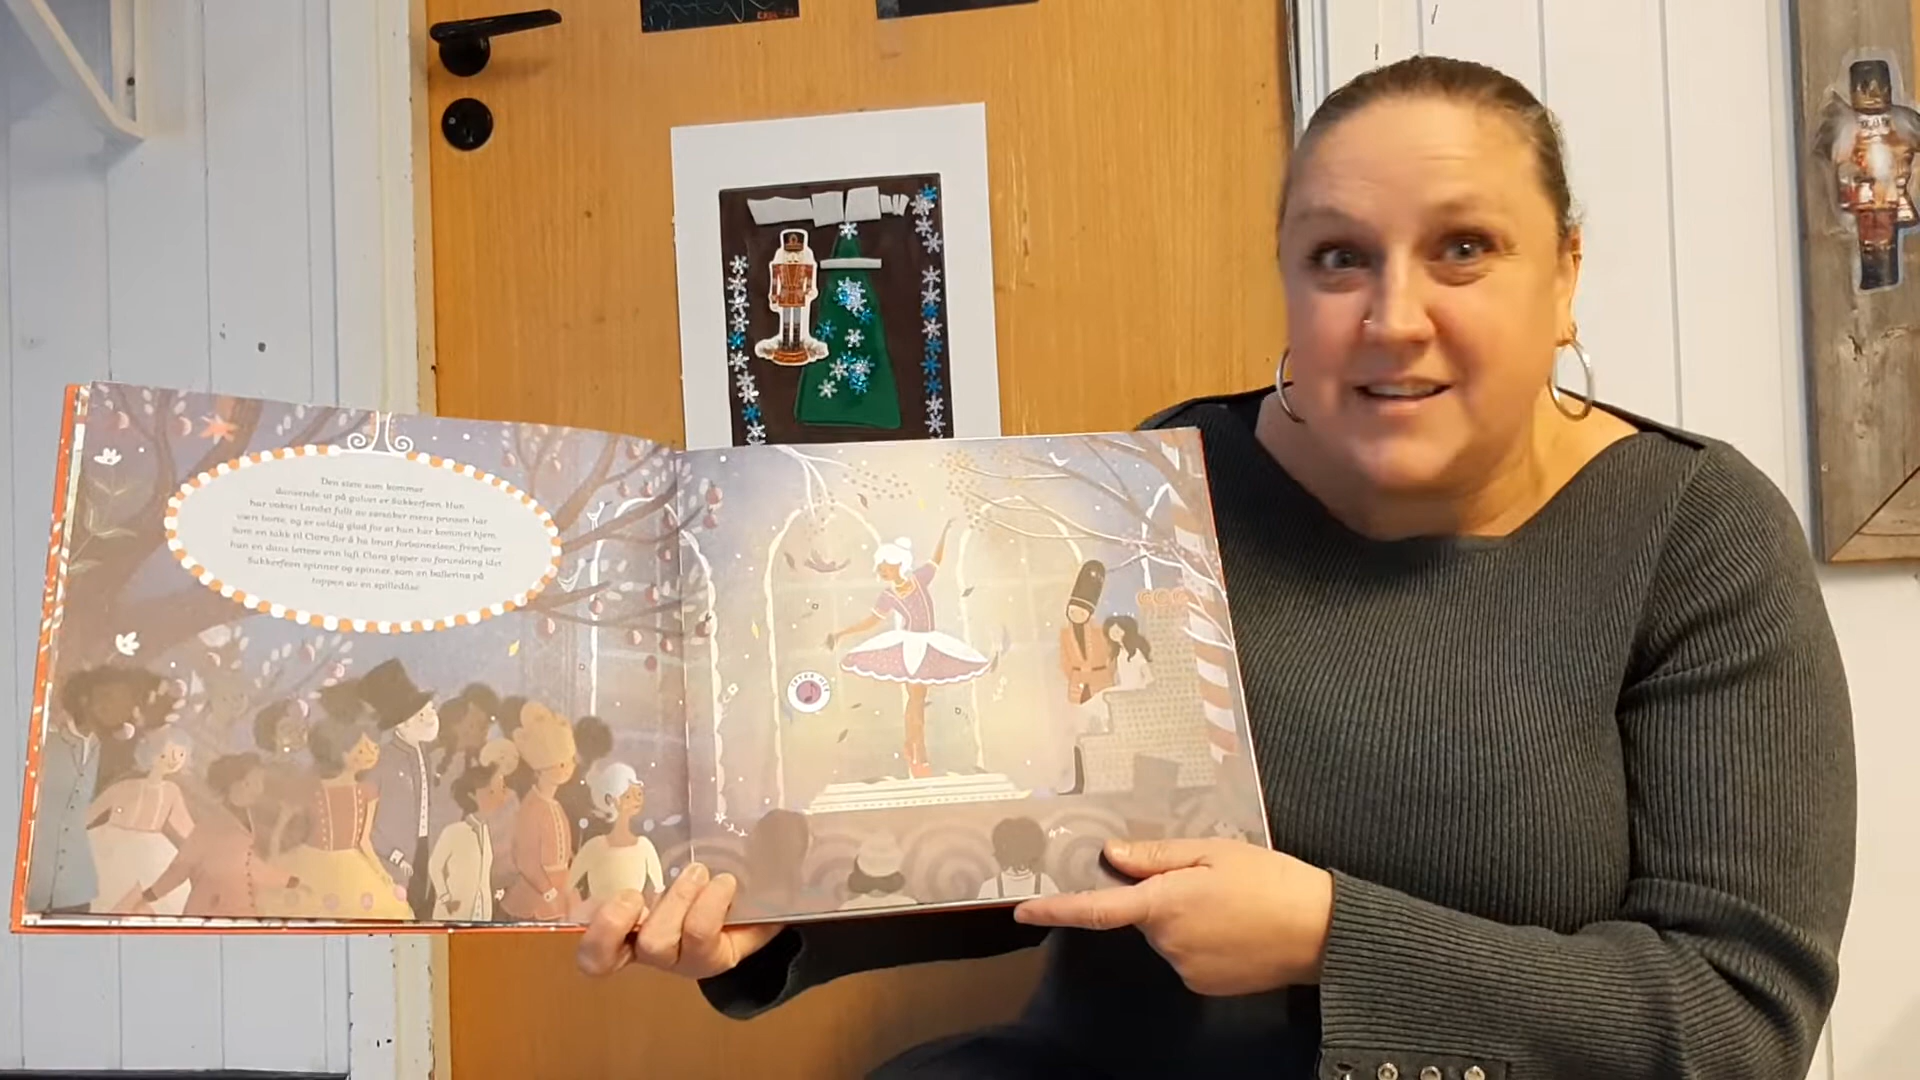 Den siste som kommer
dansende ut på gulvet er Sukkerfeen. Hun
har voktet Landet fullt av sørsaker mens prinsen har
vært borte, og er veldig glad for at han har kommet hjem.
Som en takk til Clara for å ha brutt forbannelsen, fremfører
hun en dans lettere enn luft. Clara gisper av forundring idet
Sukkerfeen spinner og spinner, som en ballerina på
toppen av en spilledåse.
TRYKK HER